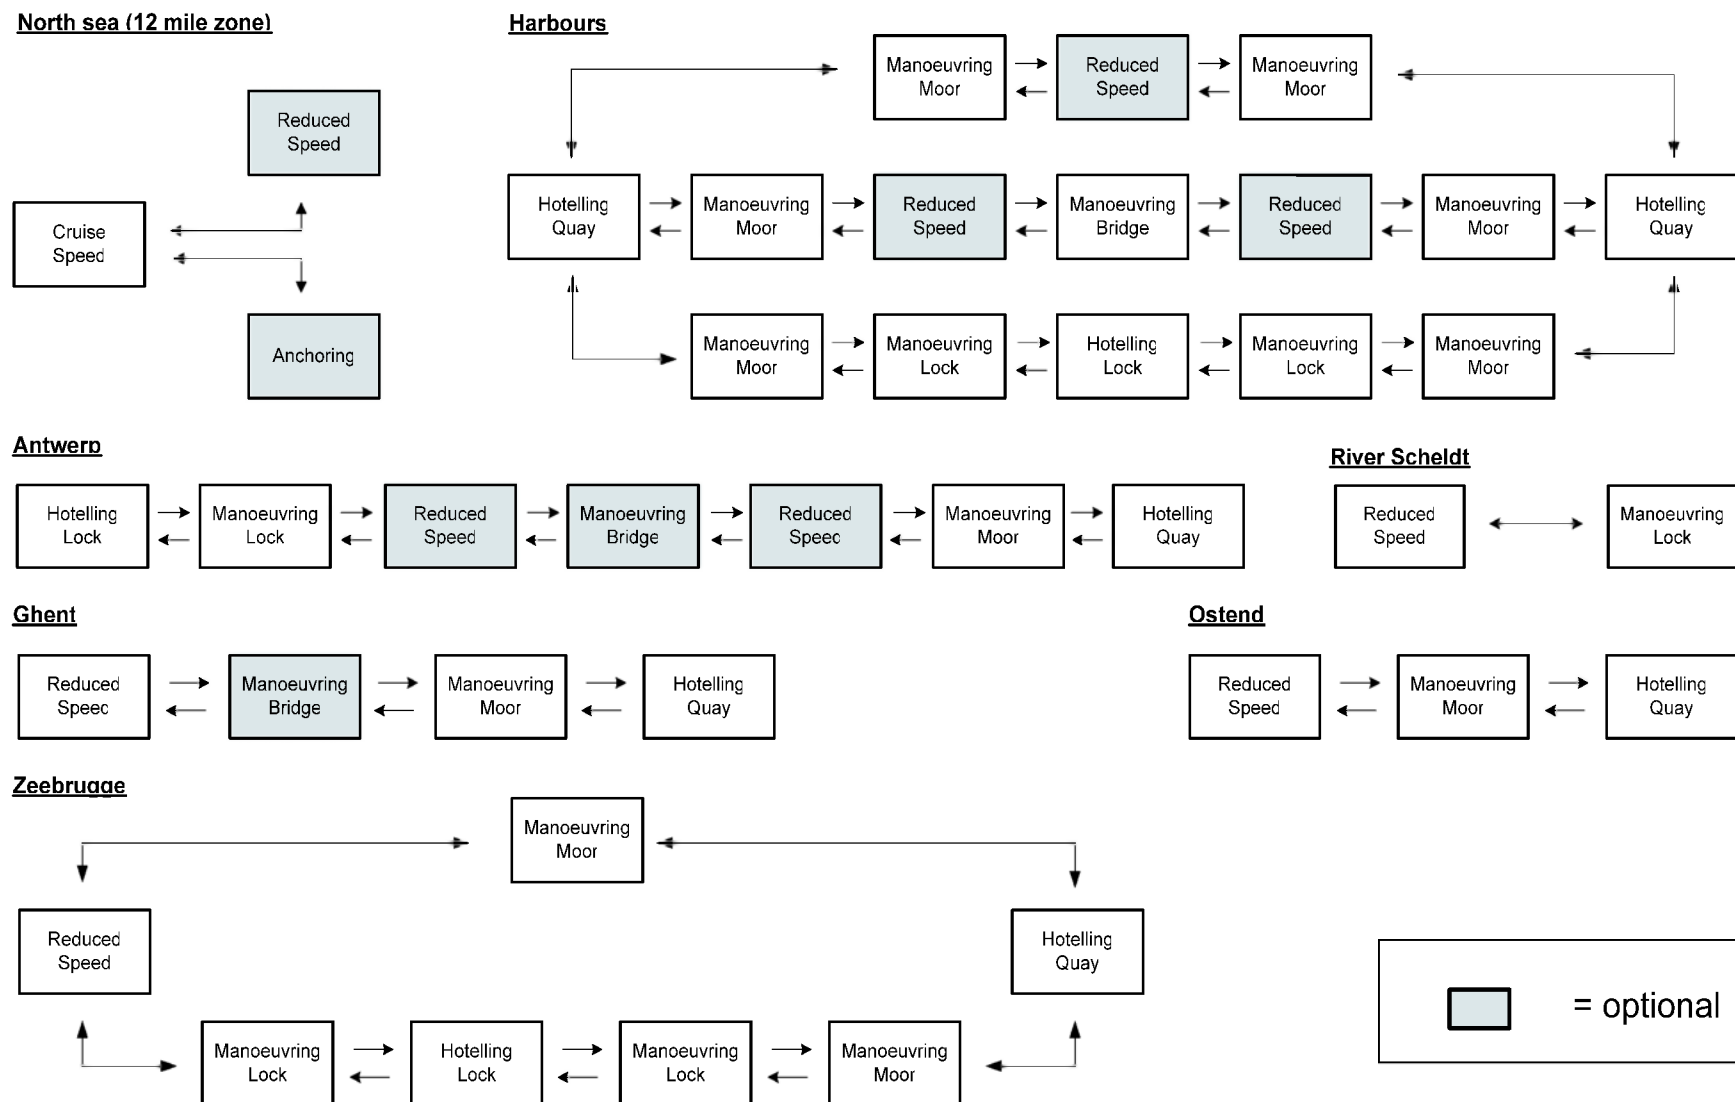 North sea (12 mile zone)
Reduced
Speed
Cruise
Speed
Anchoring
Harbours
Manoeuvring
Moor
Reduced
Speed
Manoeuvring
Moor
Hotelling
Quay
Manoeuvring
Moor
Reduced
Speed
Manoeuvring
Bridge
Reduced
Speed
Manoeuvring
Moor
Hotelling
Quay
Manoeuvring
Moor
Manoeuvring
Lock
Hotelling
Lock
Manoeuvring
Lock
Manoeuvring
Moor
Antwerp
Hotelling
Lock
Manoeuvring
Lock
Reduced
Speed
Manoeuvring
Bridge
Reduced
Speed
Manoeuvring
Moor
Hotelling
Quay
River Scheldt
Reduced
Speed
Manoeuvring
Lock
Ghent
Reduced
Speed
Manoeuvring
Bridge
Manoeuvring
Moor
Hotelling
Quay
Ostend
Reduced
Speed
Manoeuvring
Moor
Hotelling
Quay
Zeebrugge
Manoeuvring
Moor
Reduced
Speed
Hotelling
Quay
Manoeuvring
Lock
Hotelling
Lock
Manoeuvring
Lock
Manoeuvring
Moor
= optional